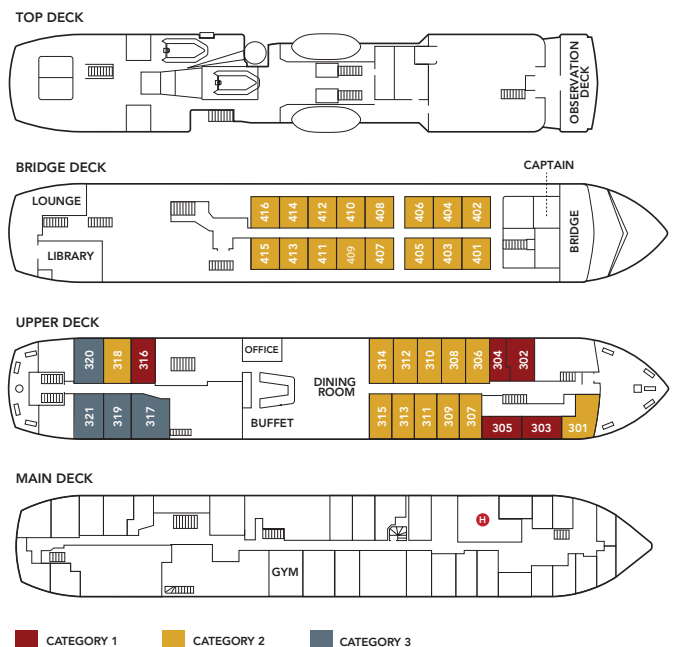 TOP DECK
OBSERVATION
DECK
BRIDGE DECK
CAPTAIN
LOUNGE
416 414 412 410 408 406 404 402
BRIDGE
LIBRARY
415 413 411 409 407 405 403 401
UPPER DECK
320 318 316
OFFICE
314 312 310 308 306 304 302
DINING
ROOM
321 319 317
BUFFET
315 313 311 309 307 305 303 301
MAIN DECK
H
GYM
CATEGORY 1 CATEGORY 2 CATEGORY 3